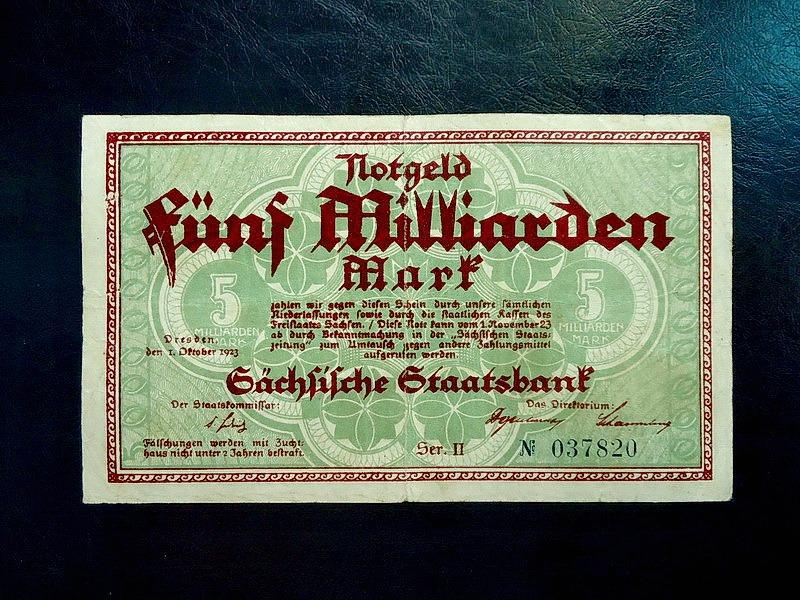 Notgeld
Fünf Milliarden
Mark
zahlen wir gegen diesen Schein durch unsere sämtlichen
Niederlassungen sowie durch die staatlichen Kassen des
Freistaates Sachsen. / Diese Note kann vom 1. November 23
ab durch Bekanntmachung in der „Sächsischen Staats-
zeitung" zum Umtausch gegen andere Zahlungsmittel
aufgerufen werden.
5
MILLIARDEN
MARK
5
MILLIARDEN
MARK
Dresden,
den 1. Oktober 1923
Sächsische Staatsbank
Der Staatskommissar:
Das Direktorium:
Fälschungen werden mit Zucht-
haus nicht unter 2 Jahren bestraft.
Ser. II
№ 037820